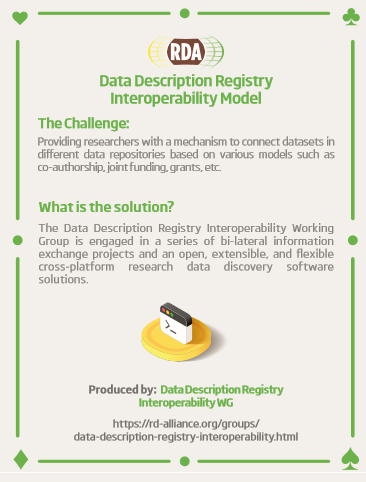 RDA
Data Description Registry
Interoperability Model
The Challenge:
Providing researchers with a mechanism to connect datasets in
different data repositories based on various models such as
co-authorship, joint funding, grants, etc.
What is the solution?
The Data Description Registry Interoperability Working
Group is engaged in a series of bi-lateral information
exchange projects and an open, extensible, and flexible
cross-platform research data discovery software
solutions.
>_
Produced by: Data Description Registry
Interoperability WG
https://rd-alliance.org/groups/
data-description-registry-interoperability.html